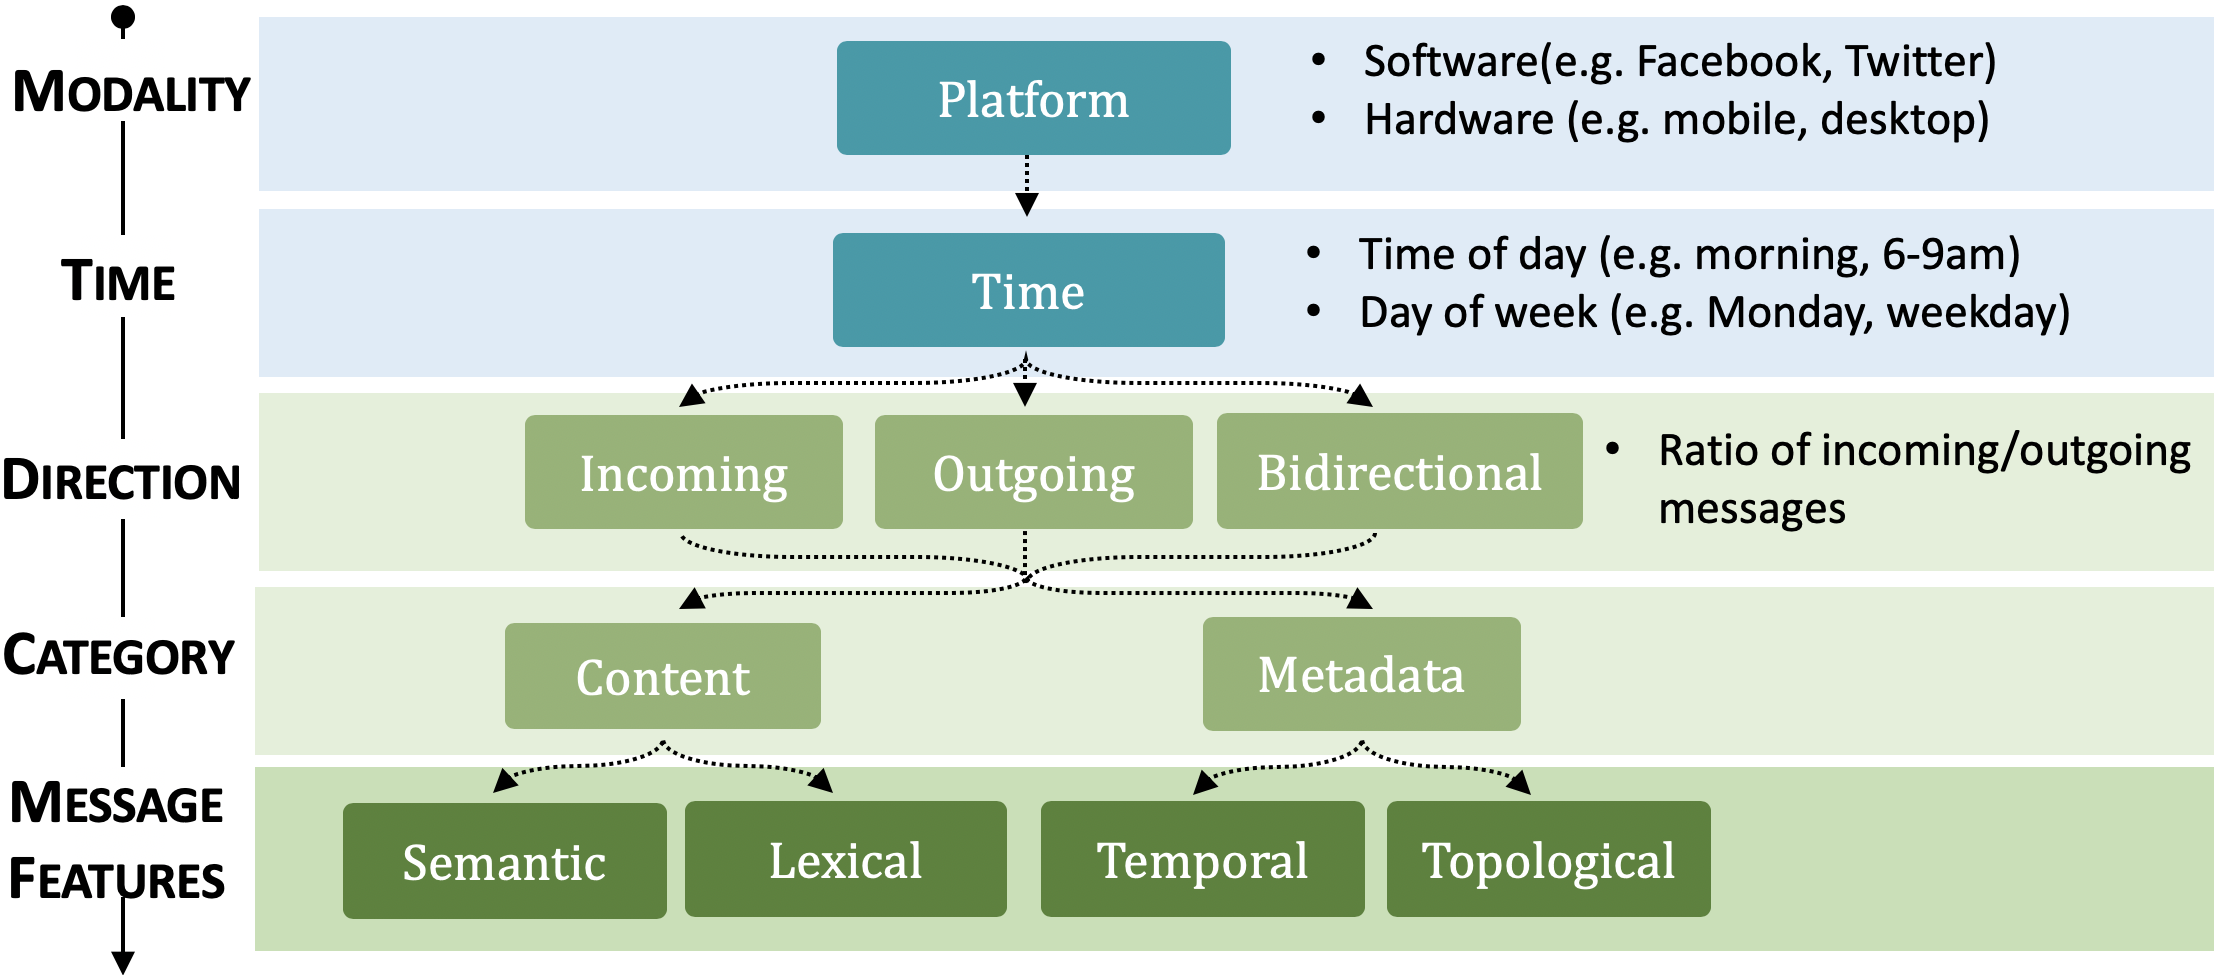 MODALITY
Platform
• Software(e.g. Facebook, Twitter)
• Hardware (e.g. mobile, desktop)
TIME
Time
• Time of day (e.g. morning, 6-9am)
• Day of week (e.g. Monday, weekday)
DIRECTION
Incoming
Outgoing
Bidirectional
• Ratio of incoming/outgoing
messages
CATEGORY
Content
Metadata
MESSAGE
FEATURES
Semantic
Lexical
Temporal
Topological